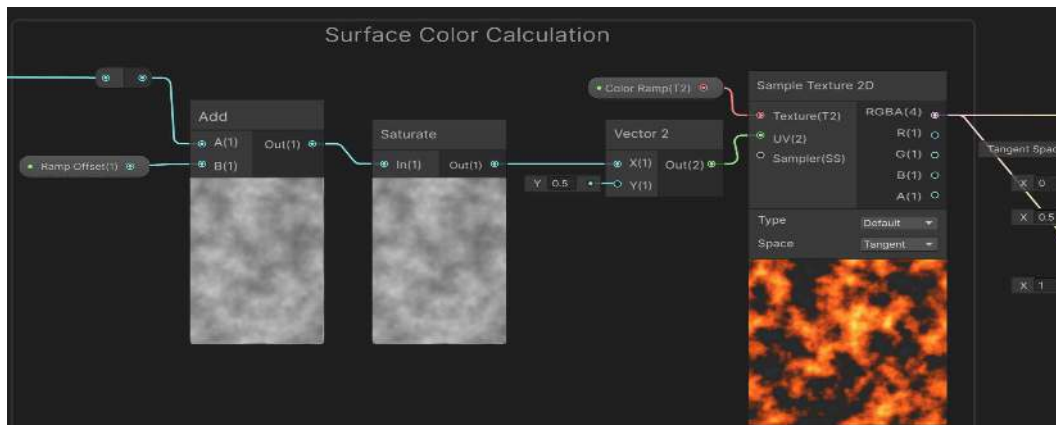 Surface Color Calculation
Color Ramp(T2)
Sample Texture 2D
Add
A(1)
Out(1)
B(1)
Ramp Offset(1)
Saturate
In(1)
Out(1)
Vector 2
X(1)
Out(2)
Y(1)
Y 0.5
Texture(T2)
RGBA(4)
UV(2)
R(1)
Sampler(SS)
G(1)
B(1)
A(1)
Type
Default
Space
Tangent
Tangent Spac
X 0
X 0.5
X 1